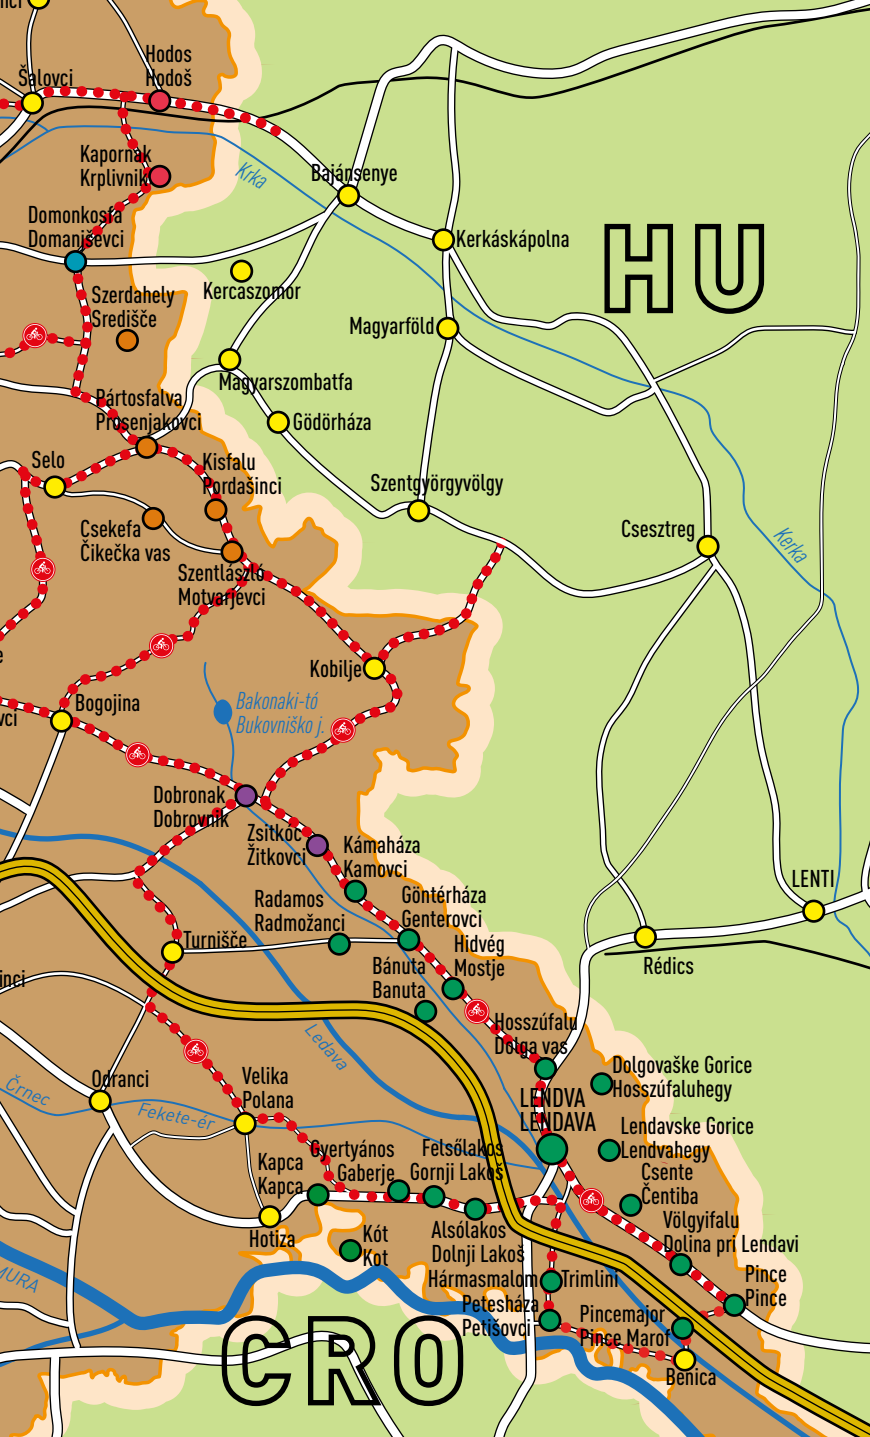 Hodos
Hodoš
Šalovci
Kapornak
Krplivnik
Krka
Bajánsenye
Domonkosfa
Domanjševci
Kerkáskápolna
HU
Kercaszomor
Szerdahely
Središče
Magyarföld
Magyarszombatfa
Pártosfalva
Prosenjakovci
Gödörháza
Selo
Kisfalu
Pordašinci
Szentgyörgyvölgy
Csekefa
Čikečka vas
Csesztreg
Kerka
Szentlászló
Motvarjevci
Kobilje
Bogojina
vci
Bakonaki-tó
Bukovniško j.
Dobronak
Dobrovnik
Zsitkóc
Žitkovci
Kámaháza
Kamovci
LENTI
Radamos
Radmožanci
Göntérháza
Genterovci
Turnišče
Hidvég
Mostje
Rédics
Bánuta
Banuta
inci
Hosszúfalu
Dolga vas
Ledava
Odranci
Črnec
Velika
Polana
Fekete-ér
Dolgovaške Gorice
Hosszúfaluhegy
LENDVA
LENDAVA
Lendavske Gorice
Lendvahegy
Gyertyános
Gaberje
Felsőlakos
Gornji Lakoš
Kapca
Kapca
Csente
Čentiba
Hotiza
Kót
Kot
Alsólakos
Dolnji Lakoš
Völgyifalu
Dolina pri Lendavi
Hármasmalom
Trimlini
Pince
Pince
MURA
Petesháza
Petišovci
Pincemajor
Pince Marof
CRO
Benica